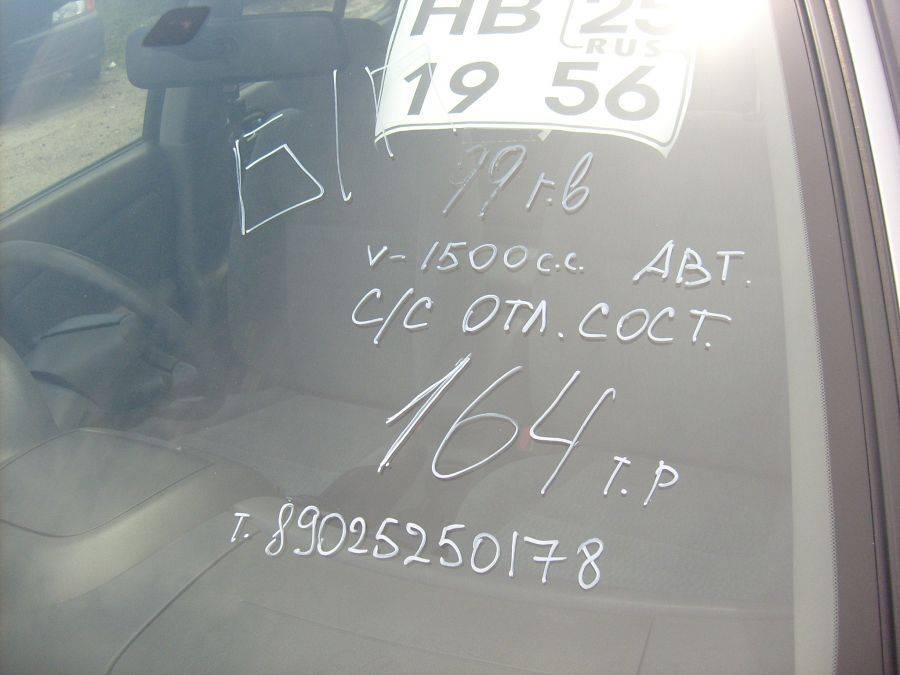 НВ 25
RUS
19 56
Б/П
99 г.в
V-1500 с.с. АВТ.
С/С ОТЛ. СОСТ.
164 т.р
т. 89025250178